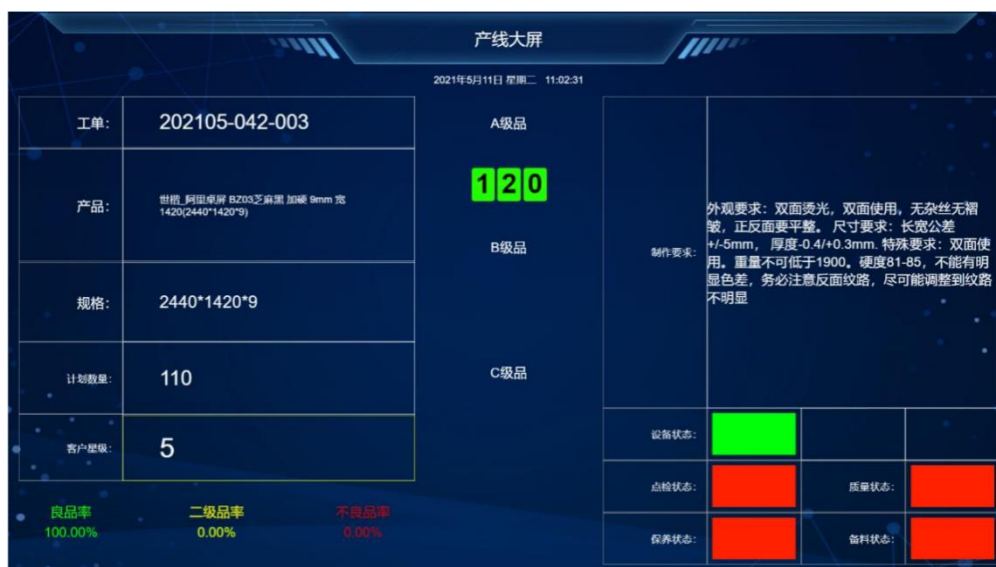 产线大屏
2021年5月11日 星期二 11:02:31
工单:
202105-042-003
产品:
世楷_阿里桌屏 BZ03芝麻黑 加硬 9mm 宽
1420(2440*1420*9)
规格:
2440*1420*9
计划数量:
110
客户星级:
5
良品率
100.00%
二级品率
0.00%
不良品率
0.00%
A级品
120
B级品
C级品
制作要求:
外观要求：双面烫光，双面使用，无杂丝无褶
皱，正反面要平整。 尺寸要求：长宽公差
+/-5mm， 厚度-0.4/+0.3mm. 特殊要求：双面使
用。重量不可低于1900。硬度81-85，不能有明
显色差，务必注意反面纹路，尽可能调整到纹路
不明显
设备状态:
点检状态:
质量状态:
保养状态:
备料状态: